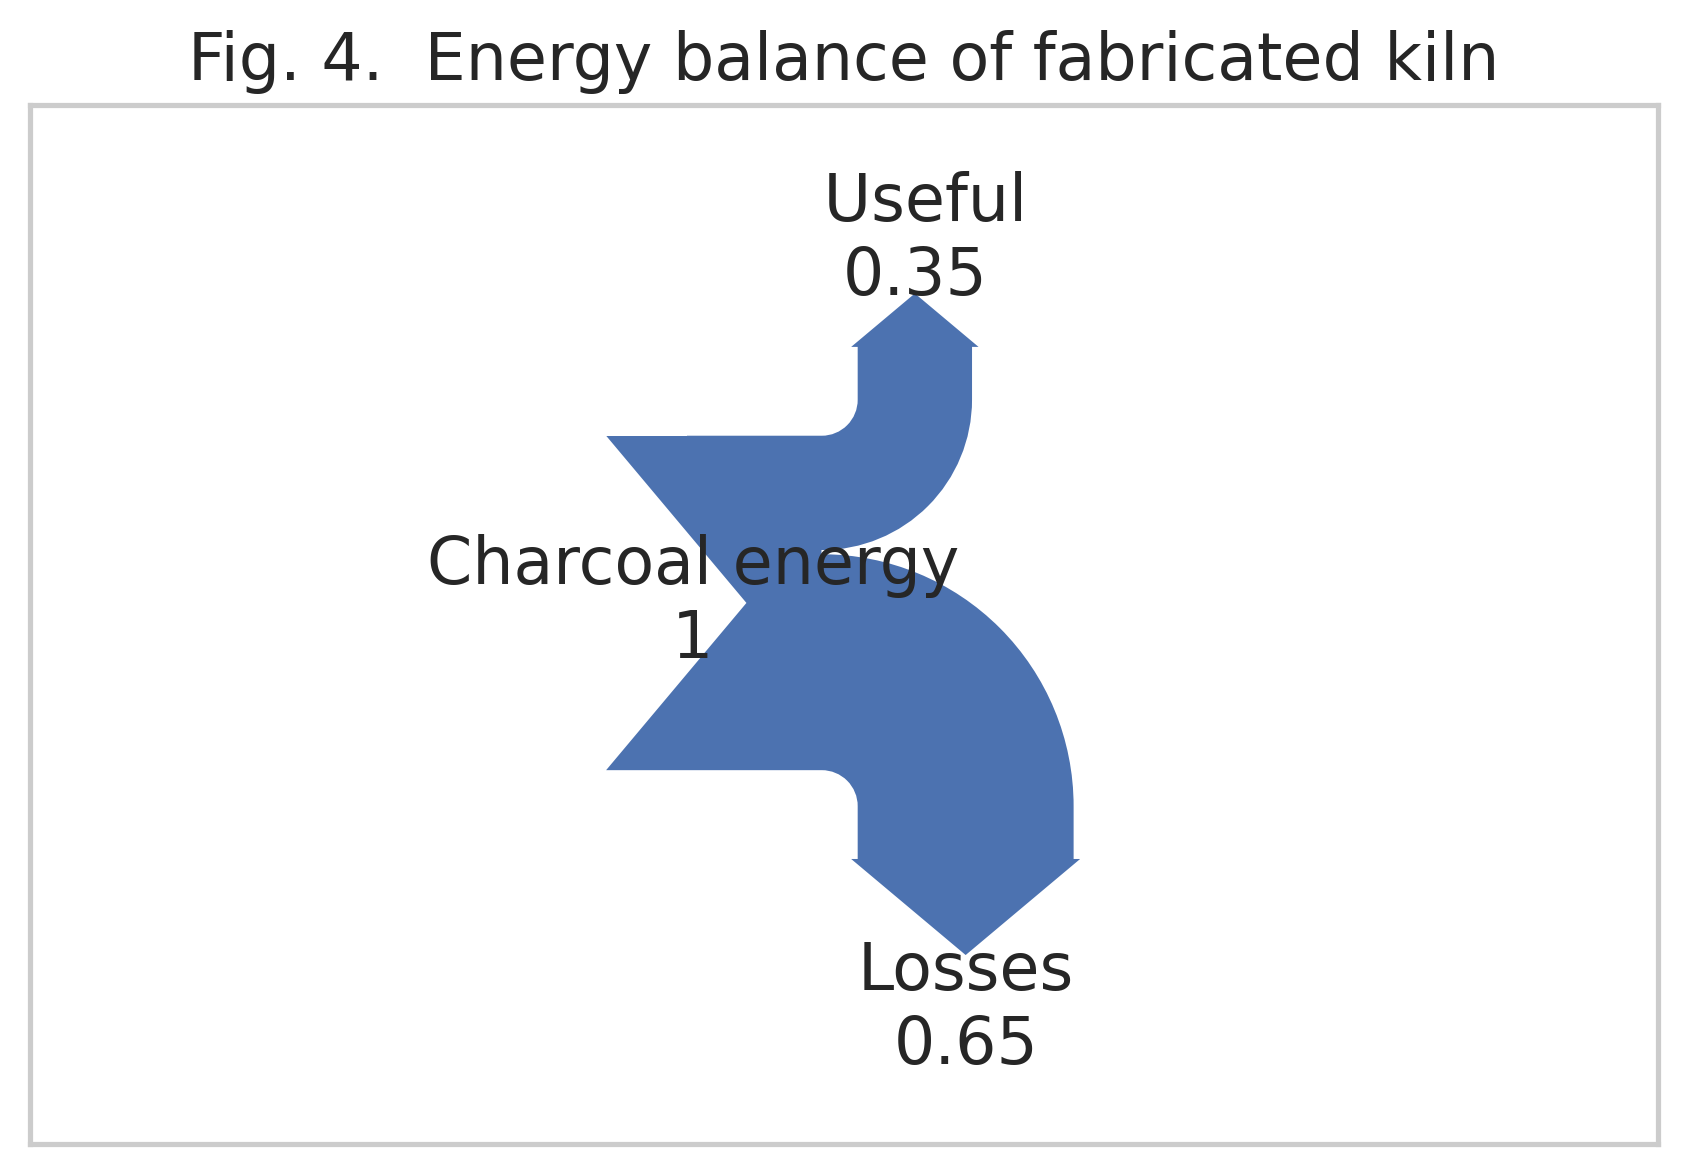 Fig. 4.  Energy balance of fabricated kiln
Useful
0.35
Charcoal energy
1
Losses
0.65